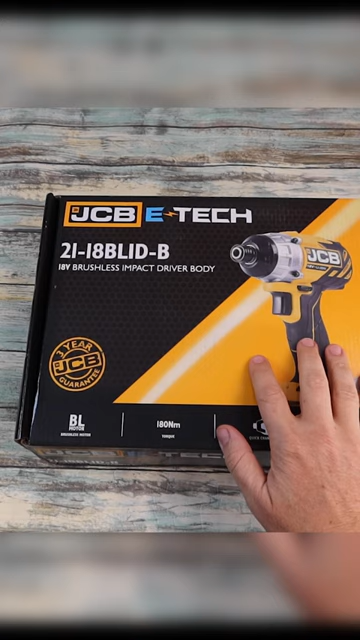 JCB E-TECH
21-18BLID-B
18V BRUSHLESS IMPACT DRIVER BODY
JCB
3 YEAR
JCB
GUARANTEE
BL
MOTOR
BRUSHLESS MOTOR
180Nm
TORQUE